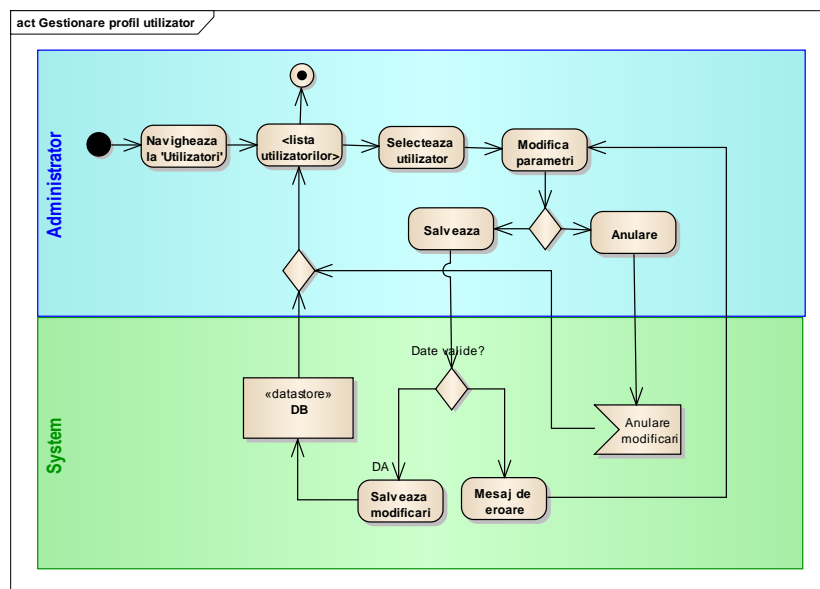 act Gestionare profil utilizator
Administrator
Navigheaza
la 'Utilizatori'
<lista
utilizatorilor>
Selecteaza
utilizator
Modifica
parametri
Salveaza
Anulare
System
Date valide?
«datastore»
DB
Anulare
modificari
DA
Salveaza
modificari
Mesaj de
eroare